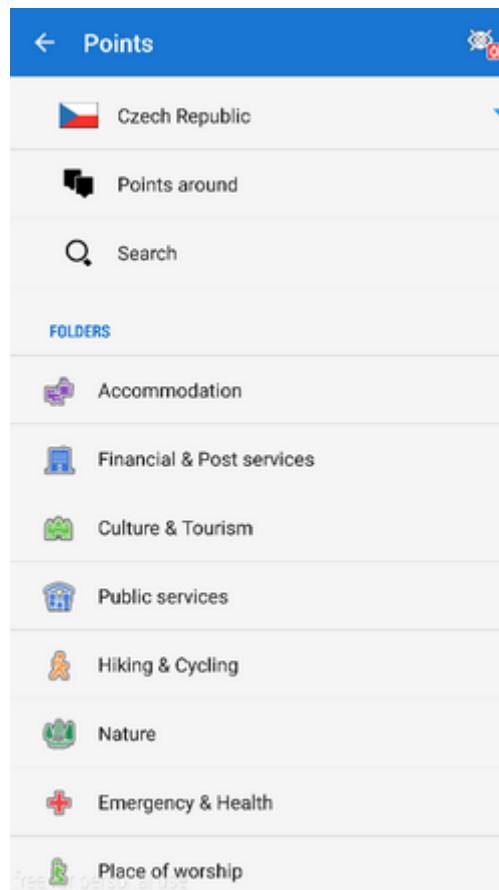 Points
Czech Republic
Points around
Search
FOLDERS
Accommodation
Financial & Post services
Culture & Tourism
Public services
Hiking & Cycling
Nature
Emergency & Health
Place of worship